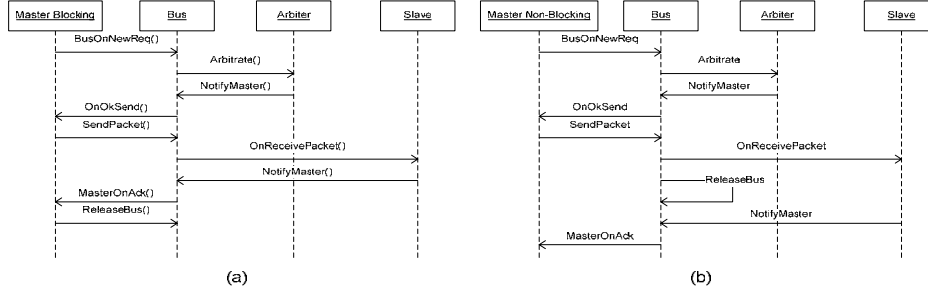 Master Blocking Bus Arbiter Slave
BusOnNewReq()
Arbitrate()
NotifyMaster()
OnOkSend()
SendPacket()
OnReceivePacket()
NotifyMaster()
MasterOnAck()
ReleaseBus()
(a)
Master Non-Blocking Bus Arbiter Slave
BusOnNewReq
Arbitrate
NotifyMaster
OnOkSend
SendPacket
OnReceivePacket
ReleaseBus
NotifyMaster
MasterOnAck
(b)